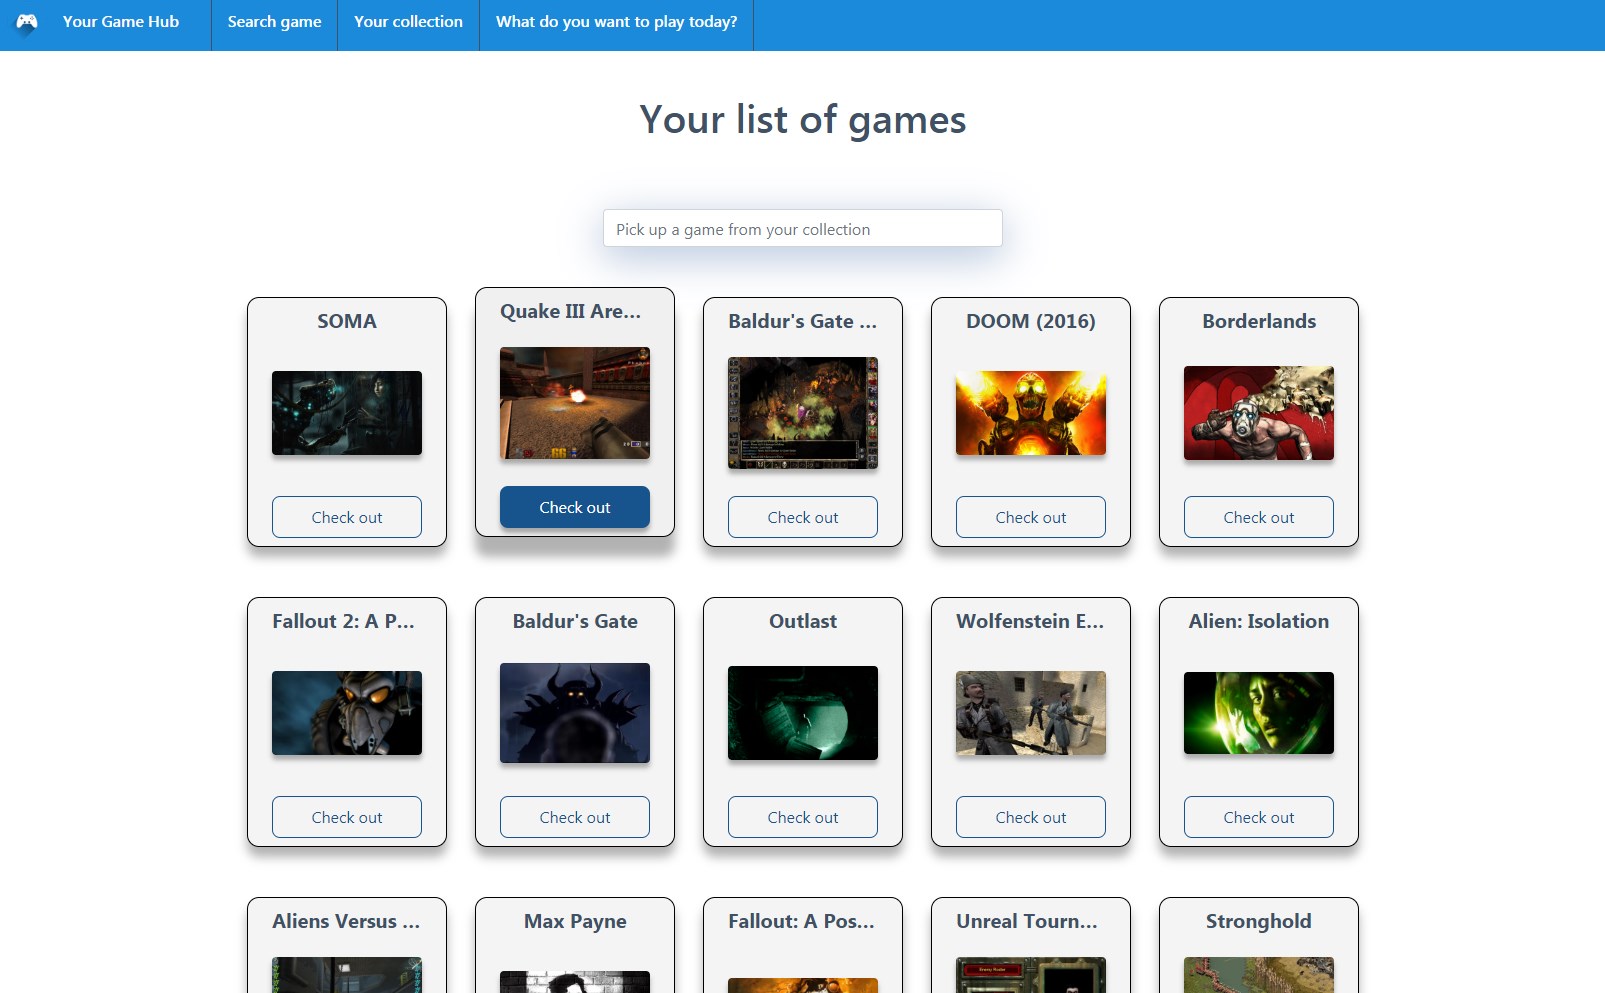 Your Game Hub
Search game
Your collection
What do you want to play today?
Your list of games
Pick up a game from your collection
SOMA
Quake III Are...
Baldur's Gate ...
DOOM (2016)
Borderlands
66
Check out
Check out
Check out
Check out
Check out
Fallout 2: A P...
Baldur's Gate
Outlast
Wolfenstein E...
Alien: Isolation
Check out
Check out
Check out
Check out
Check out
Aliens Versus ...
Max Payne
Fallout: A Pos...
Unreal Tourn...
Stronghold